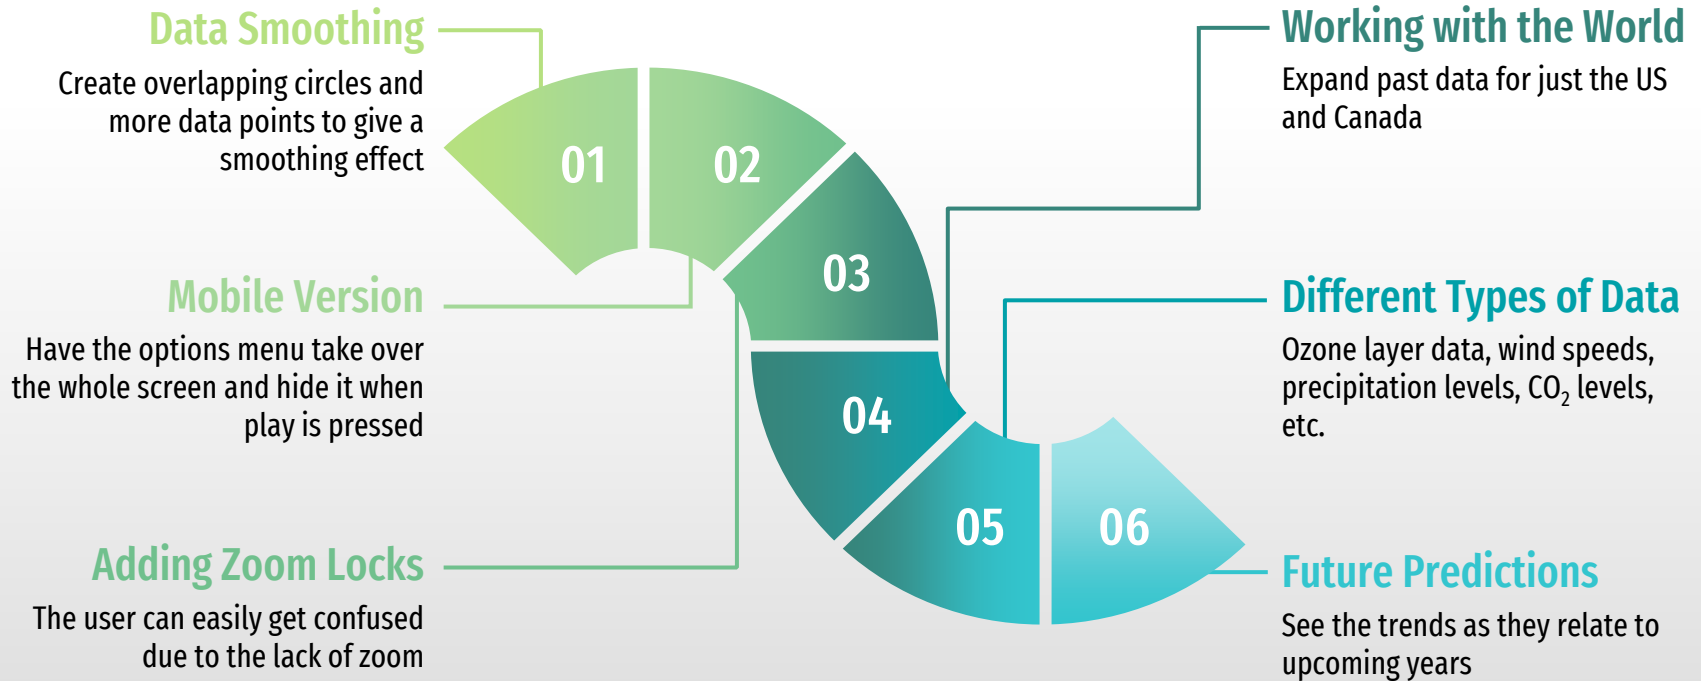 Data Smoothing
Create overlapping circles and
more data points to give a
smoothing effect
Mobile Version
Have the options menu take over
the whole screen and hide it when
play is pressed
Adding Zoom Locks
The user can easily get confused
due to the lack of zoom
01
02
03
04
05
06
Working with the World
Expand past data for just the US
and Canada
Different Types of Data
Ozone layer data, wind speeds,
precipitation levels, CO₂ levels,
etc.
Future Predictions
See the trends as they relate to
upcoming years